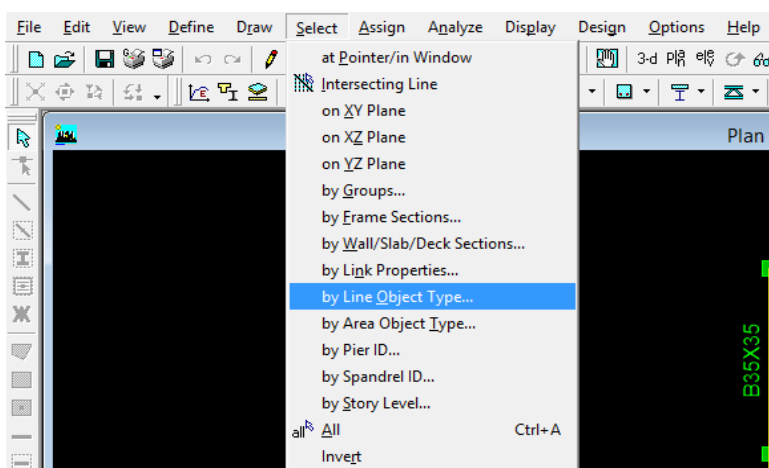 File Edit View Define Draw Select Assign Analyze Display Design Options Help
3-d
Plan
at Pointer/in Window
Intersecting Line
on XY Plane
on XZ Plane
on YZ Plane
by Groups...
by Frame Sections...
by Wall/Slab/Deck Sections...
by Link Properties...
by Line Object Type...
by Area Object Type...
by Pier ID...
by Spandrel ID...
by Story Level...
all All Ctrl+A
Invert
B35X35